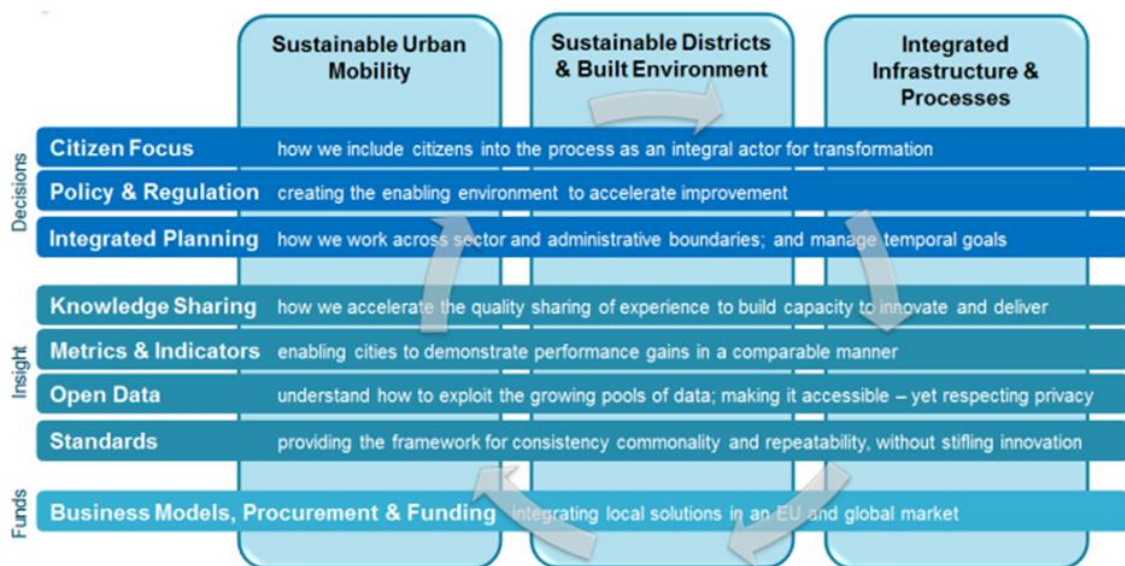 Sustainable Urban
Mobility
Sustainable Districts
& Built Environment
Integrated
Infrastructure &
Processes
Decisions
Citizen Focus how we include citizens into the process as an integral actor for transformation
Policy & Regulation creating the enabling environment to accelerate improvement
Integrated Planning how we work across sector and administrative boundaries; and manage temporal goals
Insight
Knowledge Sharing how we accelerate the quality sharing of experience to build capacity to innovate and deliver
Metrics & Indicators enabling cities to demonstrate performance gains in a comparable manner
Open Data understand how to exploit the growing pools of data; making it accessible – yet respecting privacy
Standards providing the framework for consistency commonality and repeatability, without stifling innovation
Funds
Business Models, Procurement & Funding integrating local solutions in an EU and global market